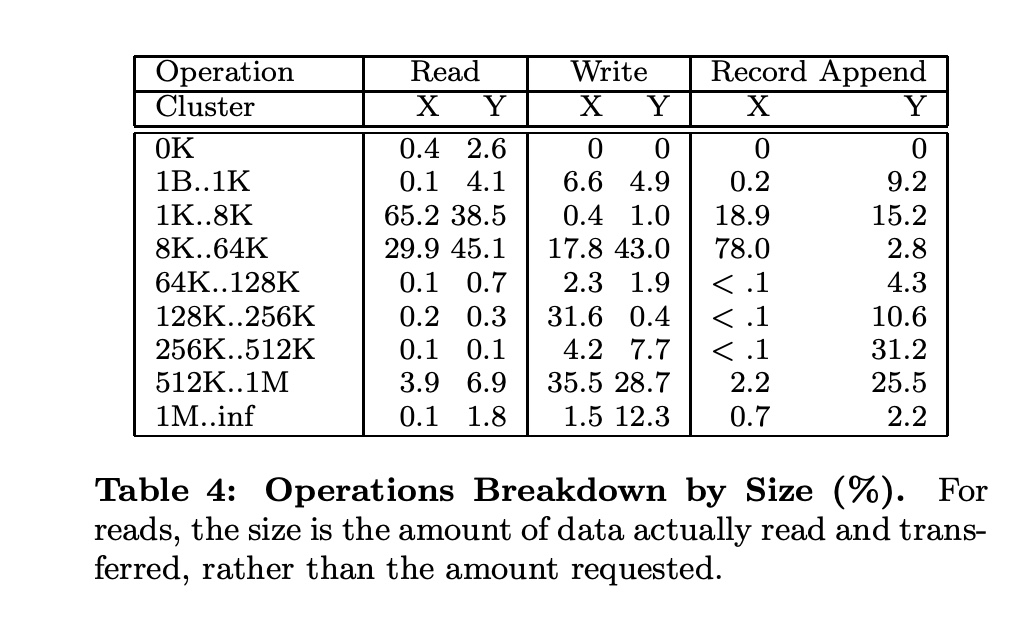 Operation Read Write Record Append
Cluster X Y X Y X Y
0K 0.4 2.6 0 0 0 0
1B..1K 0.1 4.1 6.6 4.9 0.2 9.2
1K..8K 65.2 38.5 0.4 1.0 18.9 15.2
8K..64K 29.9 45.1 17.8 43.0 78.0 2.8
64K..128K 0.1 0.7 2.3 1.9 < .1 4.3
128K..256K 0.2 0.3 31.6 0.4 < .1 10.6
256K..512K 0.1 0.1 4.2 7.7 < .1 31.2
512K..1M 3.9 6.9 35.5 28.7 2.2 25.5
1M..inf 0.1 1.8 1.5 12.3 0.7 2.2
Table 4: Operations Breakdown by Size (%). For
reads, the size is the amount of data actually read and trans-
ferred, rather than the amount requested.